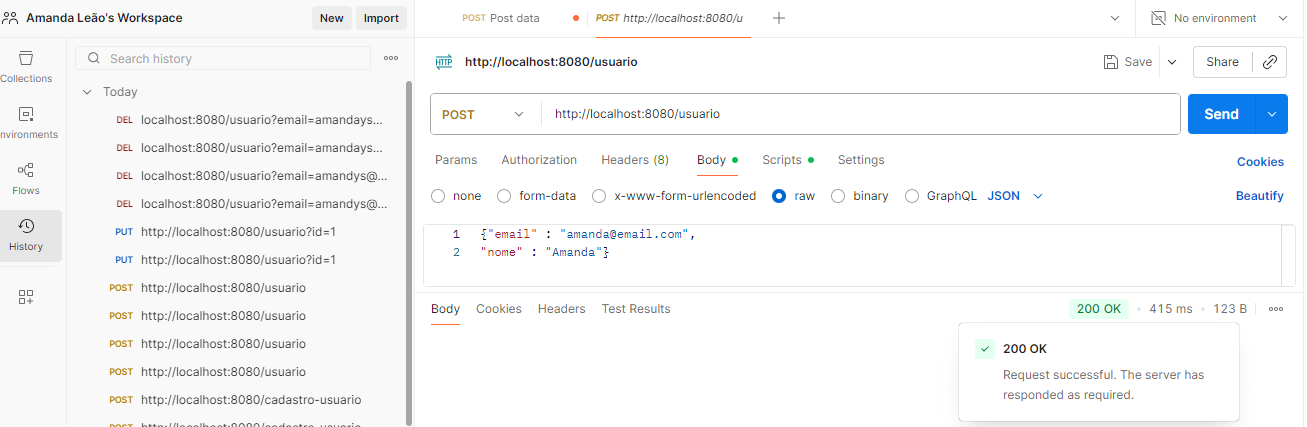 Amanda Leão's Workspace
New
Import
POST Post data
POST http://localhost:8080/u
No environment
Collections
Search history
http://localhost:8080/usuario
Save
Share
Today
DEL localhost:8080/usuario?email=amandays...
DEL localhost:8080/usuario?email=amandays...
DEL localhost:8080/usuario?email=amandys@...
DEL localhost:8080/usuario?email=amandys@...
PUT http://localhost:8080/usuario?id=1
PUT http://localhost:8080/usuario?id=1
POST http://localhost:8080/usuario
POST http://localhost:8080/usuario
POST http://localhost:8080/usuario
POST http://localhost:8080/usuario
POST http://localhost:8080/cadastro-usuario
POST http://localhost:8080/cadastro-usuario
nvironments
Flows
History
POST
http://localhost:8080/usuario
Send
Params
Authorization
Headers (8)
Body
Scripts
Settings
Cookies
none
form-data
x-www-form-urlencoded
raw
binary
GraphQL
JSON
Beautify
1 {"email" : "amanda@email.com",
2 "nome" : "Amanda"}
Body
Cookies
Headers
Test Results
200 OK
415 ms
123 B
200 OK
Request successful. The server has
responded as required.
HTTP